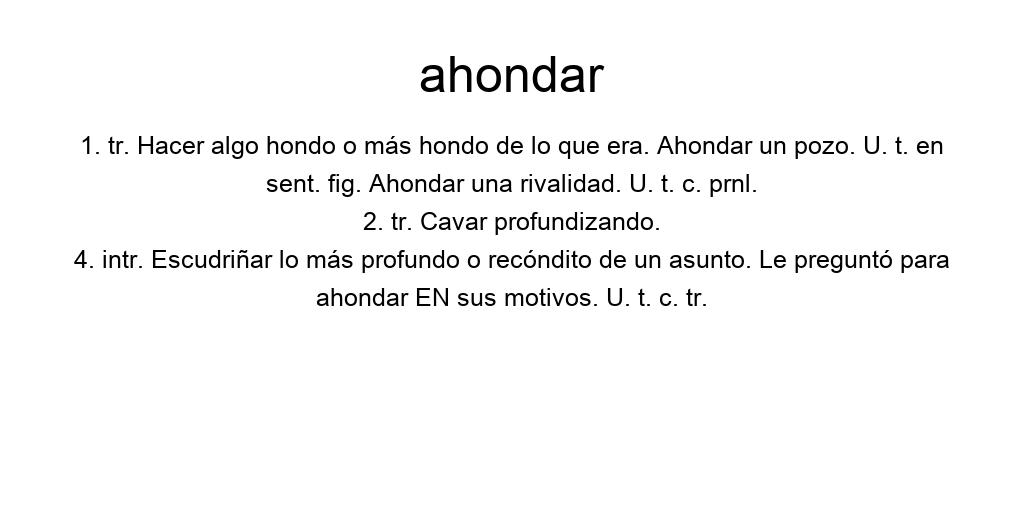 ahondar
1. tr. Hacer algo hondo o más hondo de lo que era. Ahondar un pozo. U. t. en
sent. fig. Ahondar una rivalidad. U. t. c. prnl.
2. tr. Cavar profundizando.
4. intr. Escudriñar lo más profundo o recóndito de un asunto. Le preguntó para
ahondar EN sus motivos. U. t. c. tr.